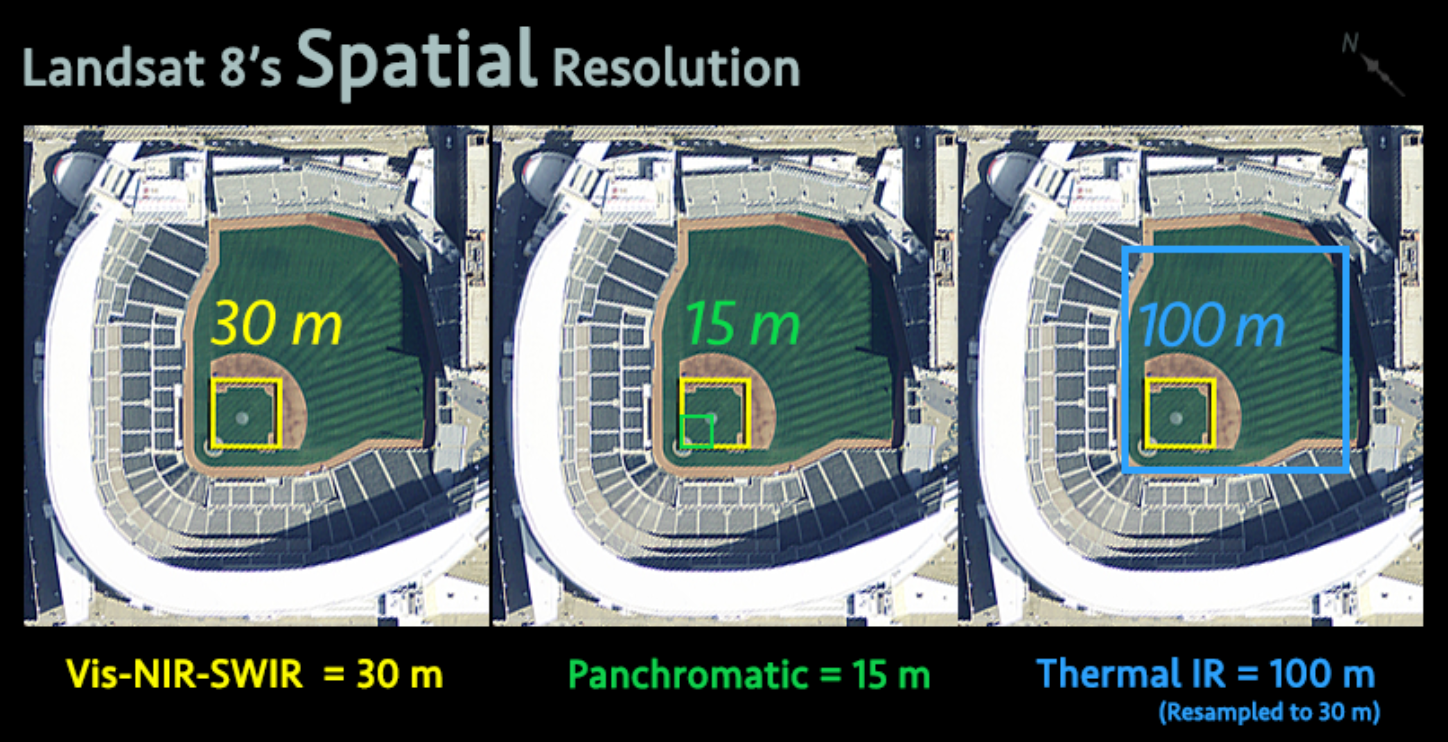 Landsat 8's Spatial Resolution
N
30 m
15 m
100 m
Vis-NIR-SWIR = 30 m
Panchromatic = 15 m
Thermal IR = 100 m
(Resampled to 30 m)